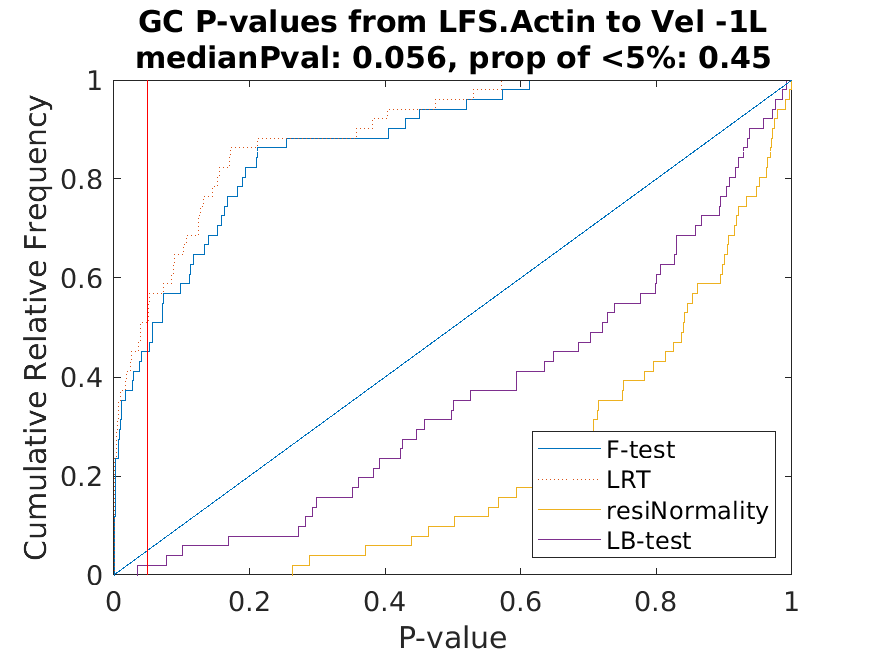 GC P-values from LFS.Actin to Vel -1L
medianPval: 0.056, prop of <5%: 0.45
1
0.8
0.6
0.4
0.2
0
Cumulative Relative Frequency
F-test
LRT
resiNormality
LB-test
0 0.2 0.4 0.6 0.8 1
P-value